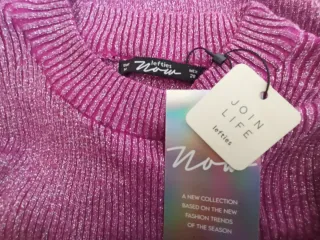 lefties
now
JOIN
LIFE
lefties
Now
A NEW COLLECTION
BASED ON THE NEW
FASHION TRENDS
OF THE SEASON